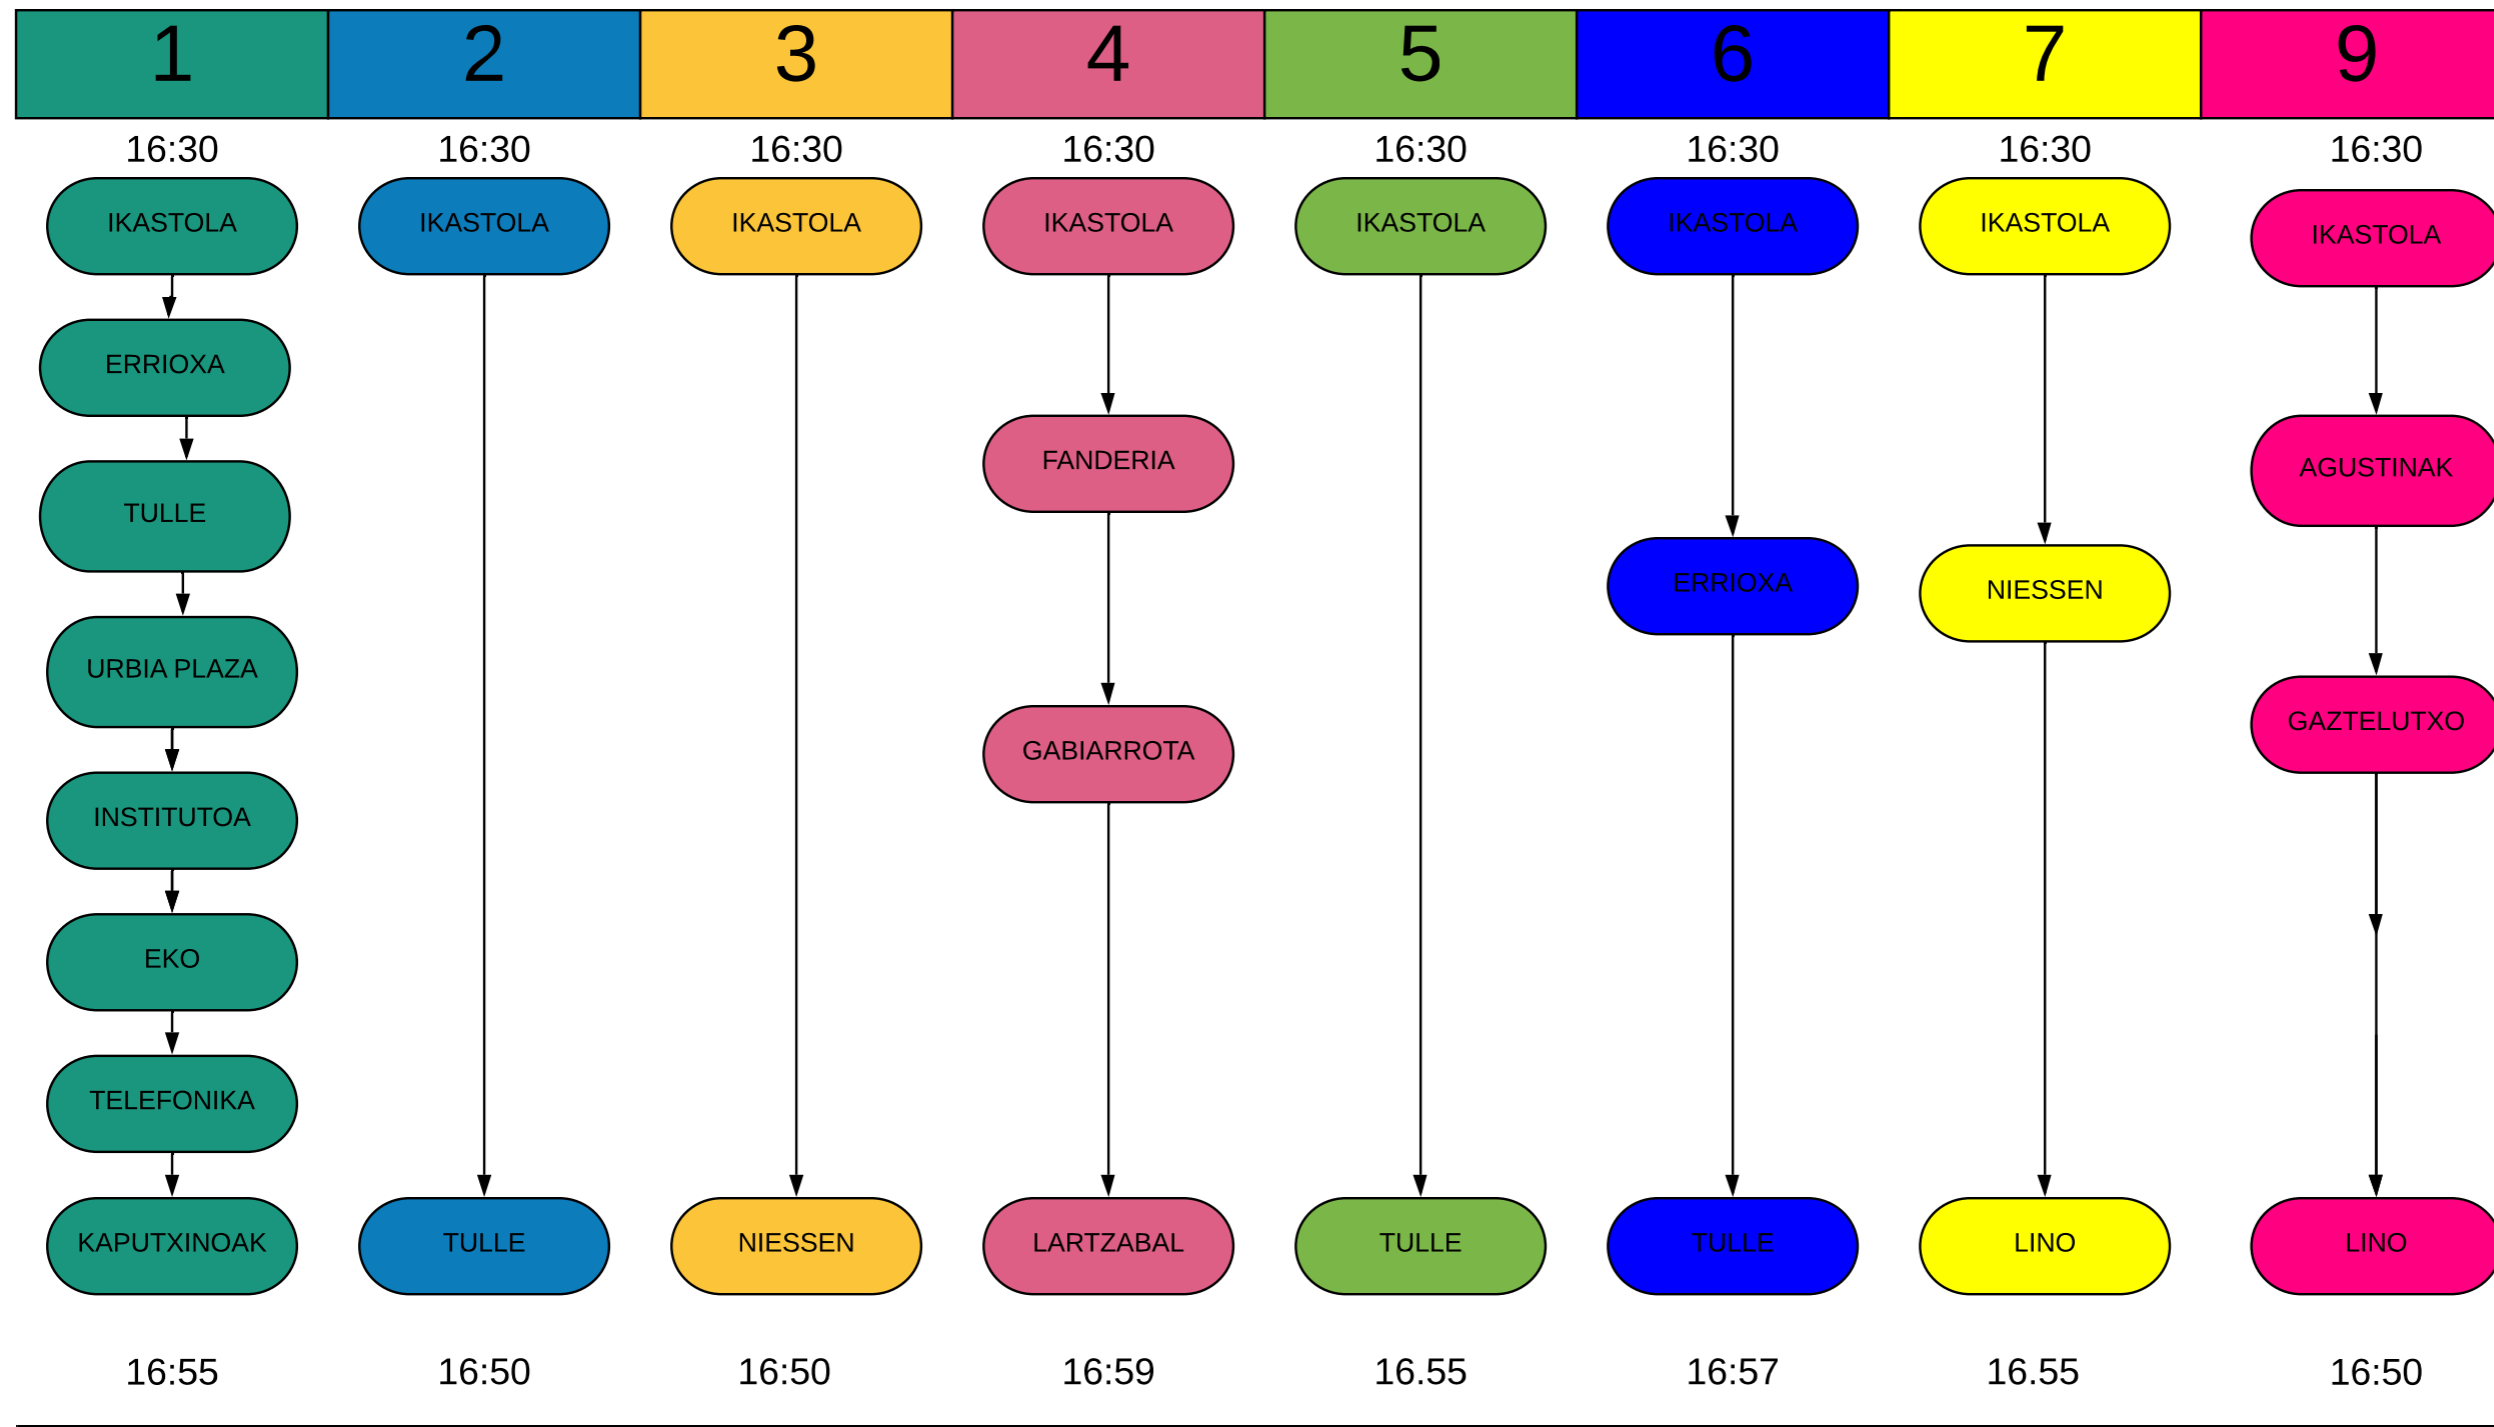 1 2 3 4 5 6 7 9
16:30 16:30 16:30 16:30 16:30 16:30 16:30 16:30
IKASTOLA IKASTOLA IKASTOLA IKASTOLA IKASTOLA IKASTOLA IKASTOLA IKASTOLA
ERRIOXA
FANDERIA AGUSTINAK
TULLE
ERRIOXA NIESSEN
URBIA PLAZA
GAZTELUTXO
GABIARROTA
INSTITUTOA
EKO
TELEFONIKA
KAPUTXINOAK TULLE NIESSEN LARTZABAL TULLE TULLE LINO LINO
16:55 16:50 16:50 16:59 16.55 16:57 16.55 16:50